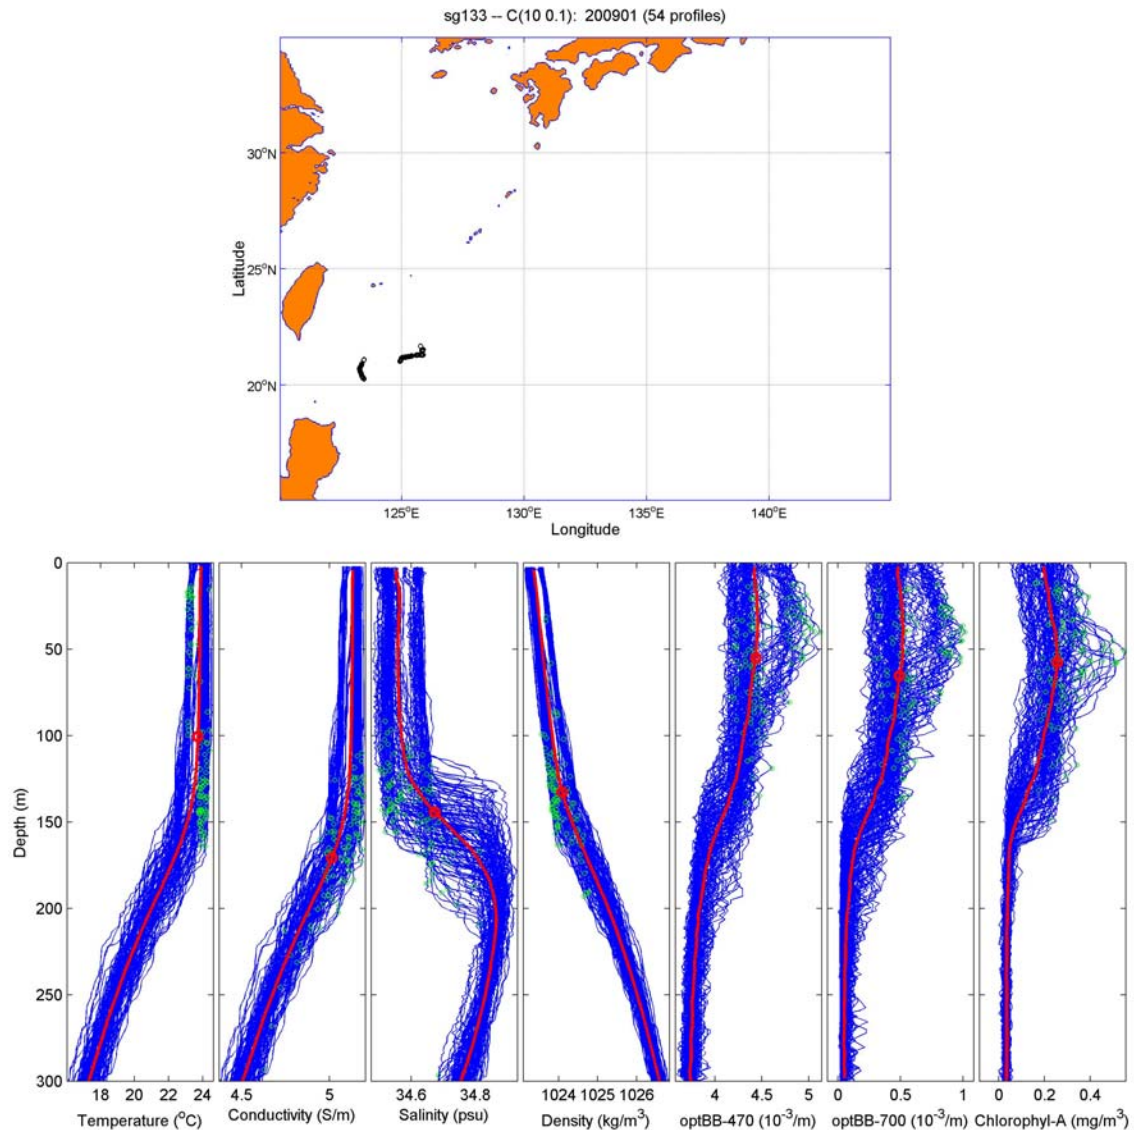 sg133 -- C(10 0.1): 200901 (54 profiles)
30°N
25°N
20°N
Latitude
125°E 130°E 135°E 140°E
Longitude
0
50
100
150
200
250
300
Depth (m)
18 20 22 24 4.5 5 34.6 34.8 1024 1025 1026 4 4.5 5 0 0.5 1 0 0.2 0.4
Temperature (°C) Conductivity (S/m) Salinity (psu) Density (kg/m³) optBB-470 (10⁻³/m) optBB-700 (10⁻³/m) Chlorophyl-A (mg/m³)